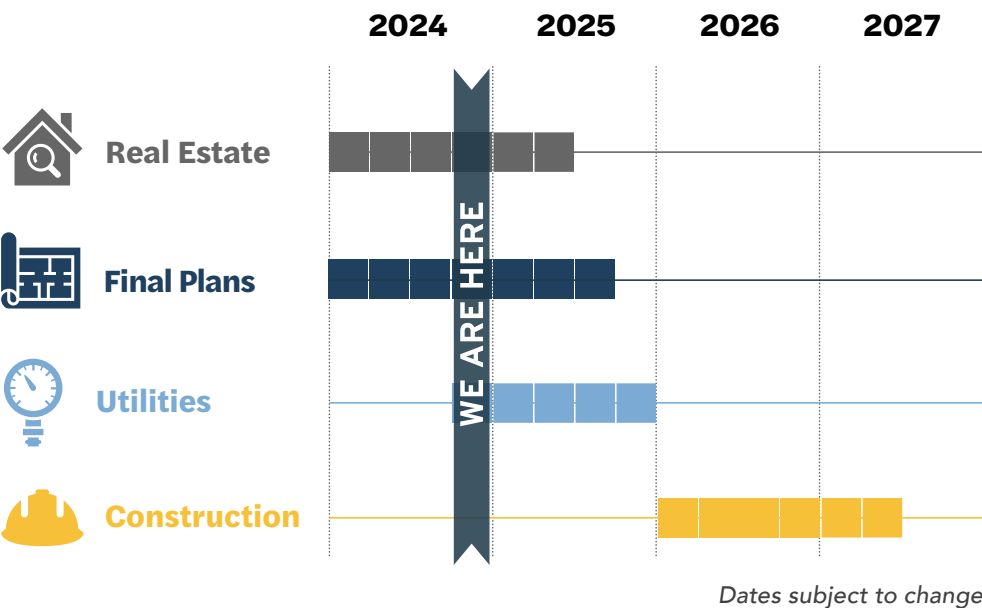 2024 2025 2026 2027
Real Estate
Final Plans
Utilities
Construction
WE ARE HERE
Dates subject to change